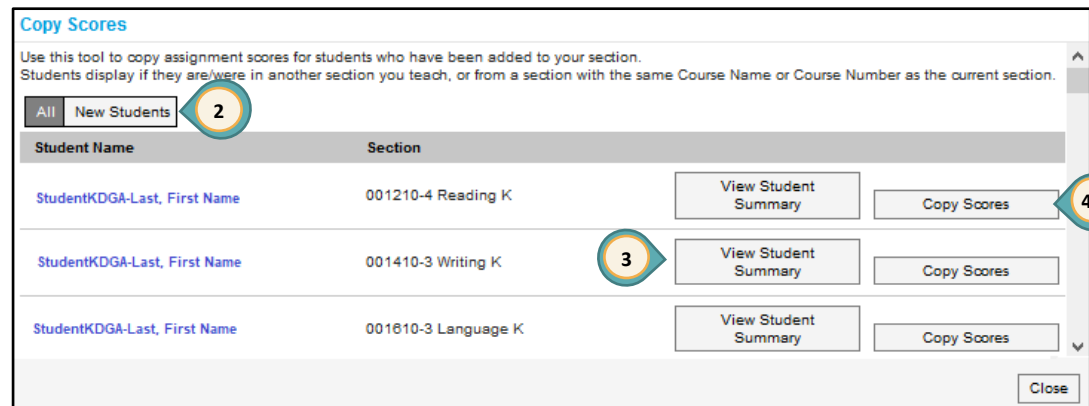 Copy Scores
Use this tool to copy assignment scores for students who have been added to your section.
Students display if they are/were in another section you teach, or from a section with the same Course Name or Course Number as the current section.
All New Students 2
Student Name Section
StudentKDGA-Last, First Name 001210-4 Reading K View Student Summary Copy Scores 4
StudentKDGA-Last, First Name 001410-3 Writing K 3 View Student Summary Copy Scores
StudentKDGA-Last, First Name 001610-3 Language K View Student Summary Copy Scores
Close